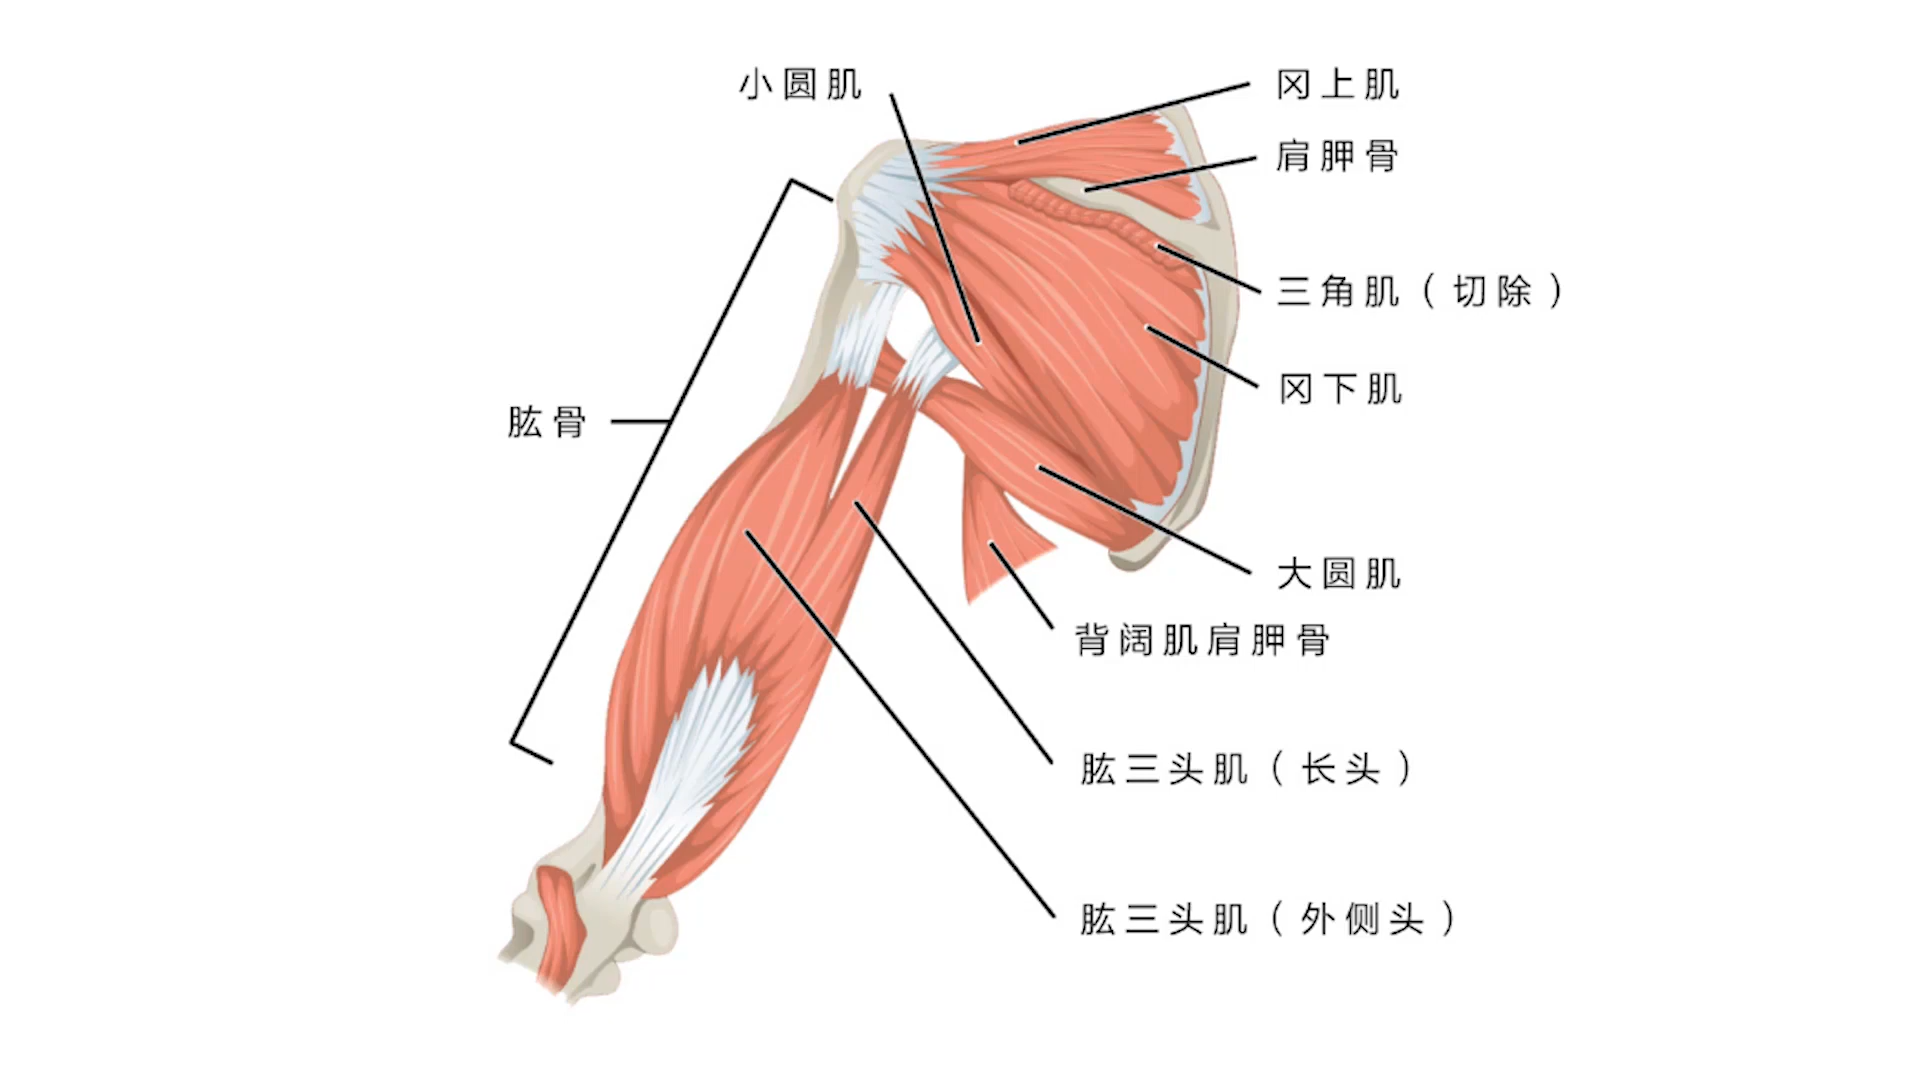 小圆肌
冈上肌
肩胛骨
三角肌（切除）
冈下肌
肱骨
大圆肌
背阔肌肩胛骨
肱三头肌（长头）
肱三头肌（外侧头）